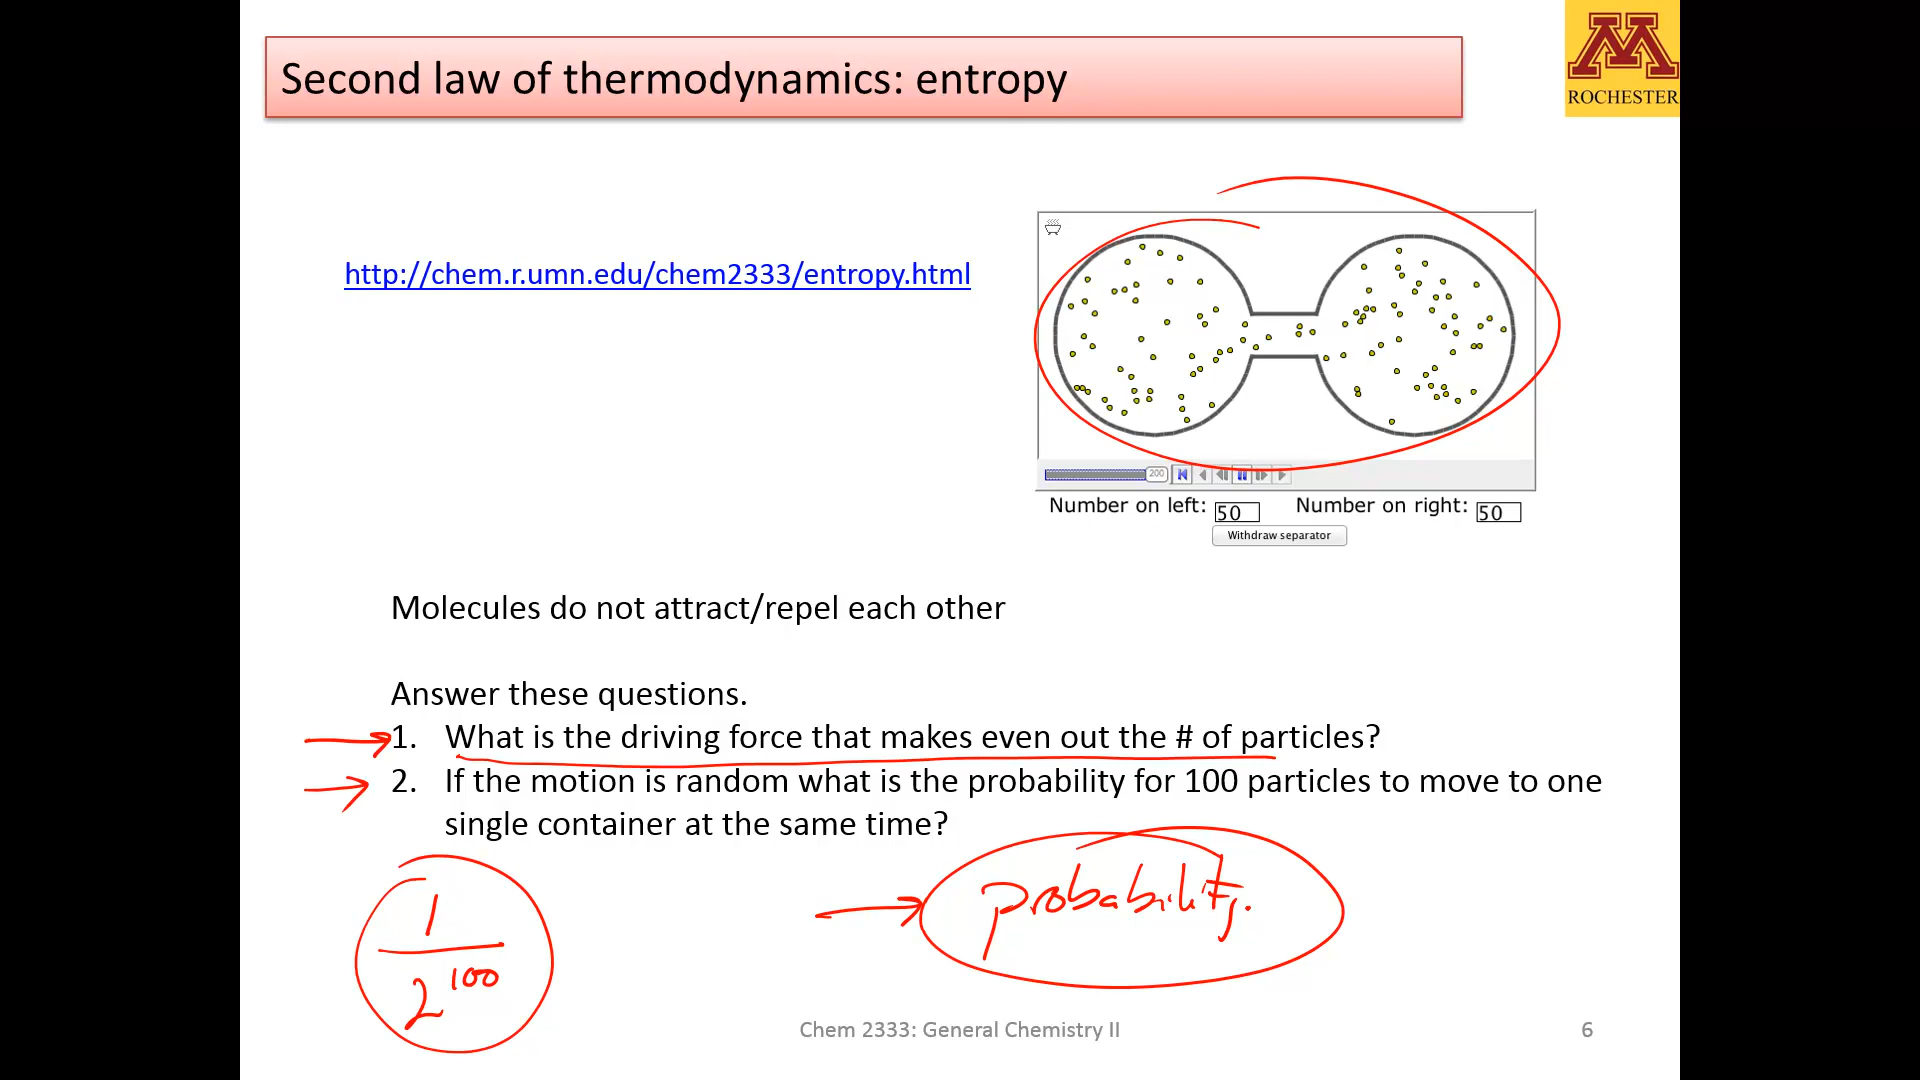 Second law of thermodynamics: entropy
M
ROCHESTER
http://chem.r.umn.edu/chem2333/entropy.html
200
Number on left: 50 Number on right: 50
Withdraw separator
Molecules do not attract/repel each other
Answer these questions.
1. What is the driving force that makes even out the # of particles?
2. If the motion is random what is the probability for 100 particles to move to one
single container at the same time?
probability.
1
2^100
Chem 2333: General Chemistry II
6